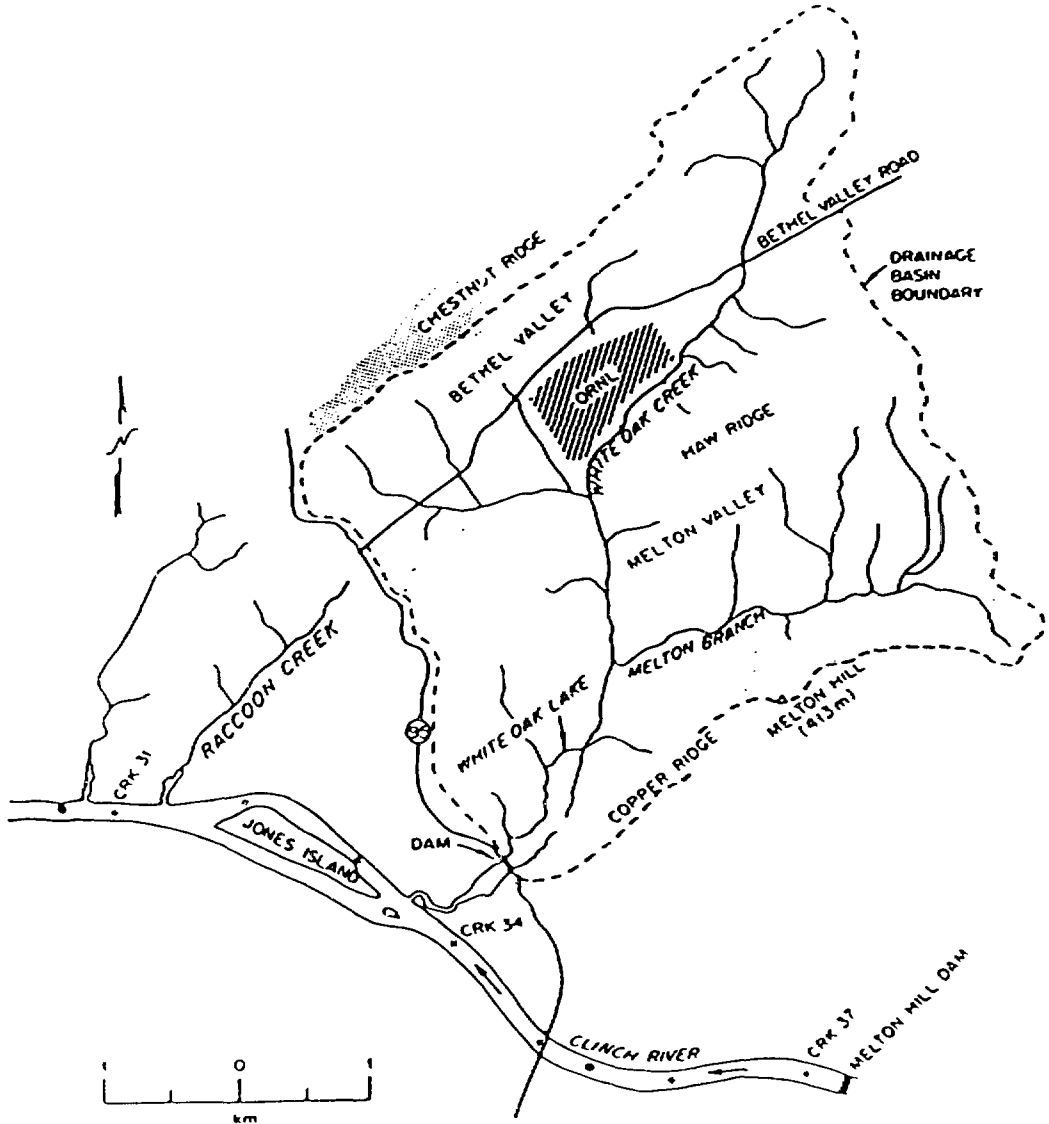 BETHEL VALLEY ROAD
DRAINAGE
BASIN
BOUNDARY
CHESTNUT RIDGE
BETHEL VALLEY
ORNL
WHITE OAK CREEK
HAW RIDGE
N
MELTON VALLEY
MELTON BRANCH
RACCOON CREEK
MELTON HILL
(413m)
WHITE OAK LAKE
95
COPPER RIDGE
CRK 31
JONES ISLAND
DAM
CRK 34
CLINCH RIVER
CRK 37
MELTON HILL DAM
1 0 1
km